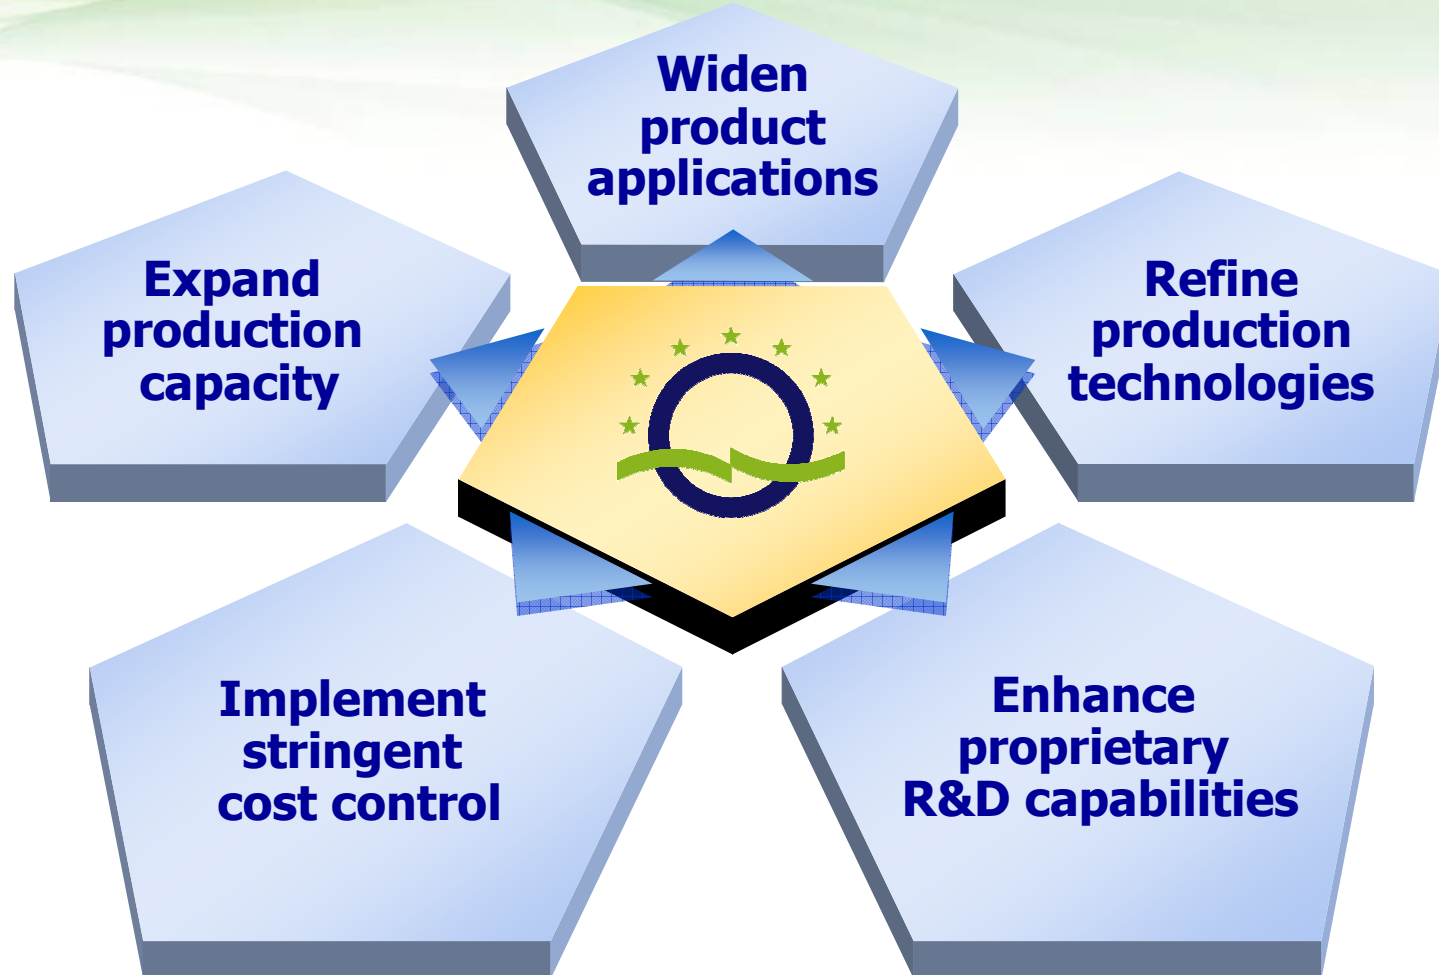 Widen
product
applications
Expand
production
capacity
Refine
production
technologies
Implement
stringent
cost control
Enhance
proprietary
R&D capabilities